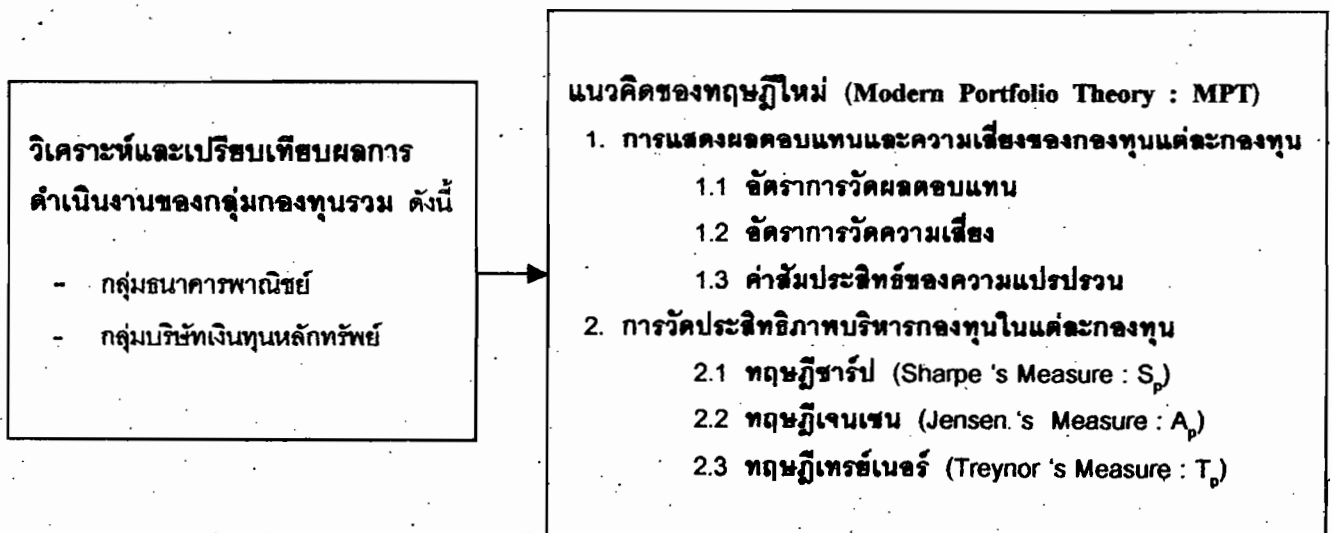 วิเคราะห์และเปรียบเทียบผลการ
ดำเนินงานของกลุ่มกองทุนรวม ดังนี้
- กลุ่มธนาคารพาณิชย์
- กลุ่มบริษัทเงินทุนหลักทรัพย์
แนวคิดของทฤษฎีใหม่ (Modern Portfolio Theory : MPT)
1. การแสดงผลตอบแทนและความเสี่ยงของกองทุนแต่ละกองทุน
1.1 อัตราการวัดผลตอบแทน
1.2 อัตราการวัดความเสี่ยง
1.3 ค่าสัมประสิทธ์ของความแปรปรวน
2. การวัดประสิทธิภาพบริหารกองทุนในแต่ละกองทุน
2.1 ทฤษฎีชาร์ป (Sharpe 's Measure : Sp)
2.2 ทฤษฎีเจนเซน (Jensen 's Measure : Ap)
2.3 ทฤษฎีเทรย์เนอร์ (Treynor 's Measure : Tp)